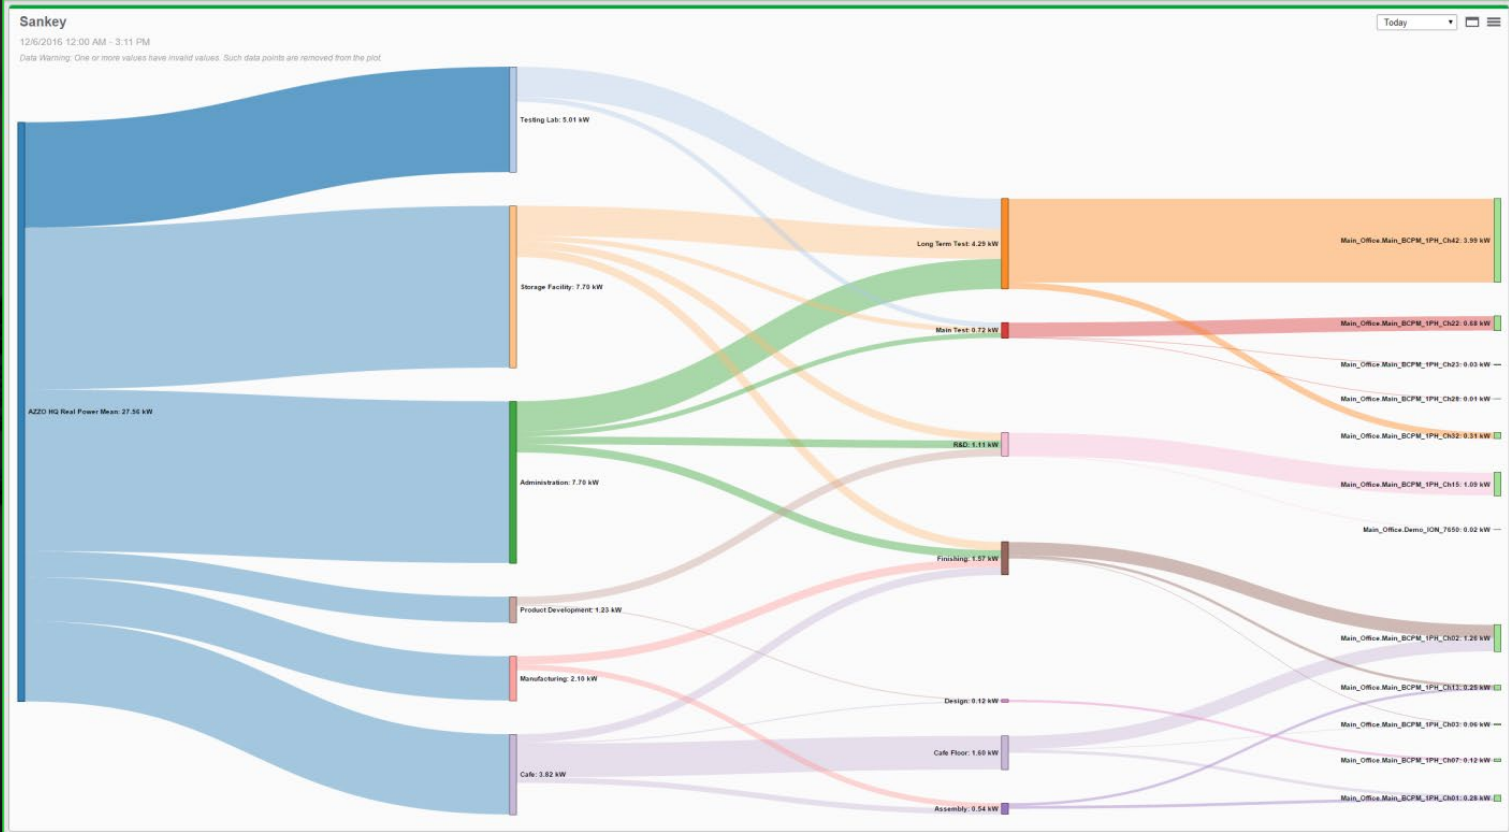 Sankey
Today
12/6/2016 12:00 AM - 3:11 PM
Data Warning: One or more values have invalid values. Such data points are removed from the plot
AZZO HQ Real Power Mean: 27.56 kW
Testing Lab: 5.01 kW
Storage Facility: 7.70 kW
Administration: 7.70 kW
Product Development: 1.23 kW
Manufacturing: 2.10 kW
Cafe: 3.82 kW
Long Term Test: 4.29 kW
Main Test: 0.72 kW
R&D: 1.11 kW
Finishing: 1.57 kW
Design: 0.12 kW
Cafe Floor: 1.60 kW
Assembly: 0.54 kW
Main_Office.Main_BCPM_1PH_Ch42: 3.99 kW
Main_Office.Main_BCPM_1PH_Ch22: 0.68 kW
Main_Office.Main_BCPM_1PH_Ch23: 0.03 kW
Main_Office.Main_BCPM_1PH_Ch28: 0.01 kW
Main_Office.Main_BCPM_1PH_Ch32: 0.31 kW
Main_Office.Main_BCPM_1PH_Ch15: 1.09 kW
Main_Office.Demo_ION_7650: 0.02 kW
Main_Office.Main_BCPM_1PH_Ch02: 1.26 kW
Main_Office.Main_BCPM_1PH_Ch13: 0.25 kW
Main_Office.Main_BCPM_1PH_Ch03: 0.06 kW
Main_Office.Main_BCPM_1PH_Ch07: 0.12 kW
Main_Office.Main_BCPM_1PH_Ch01: 0.28 kW